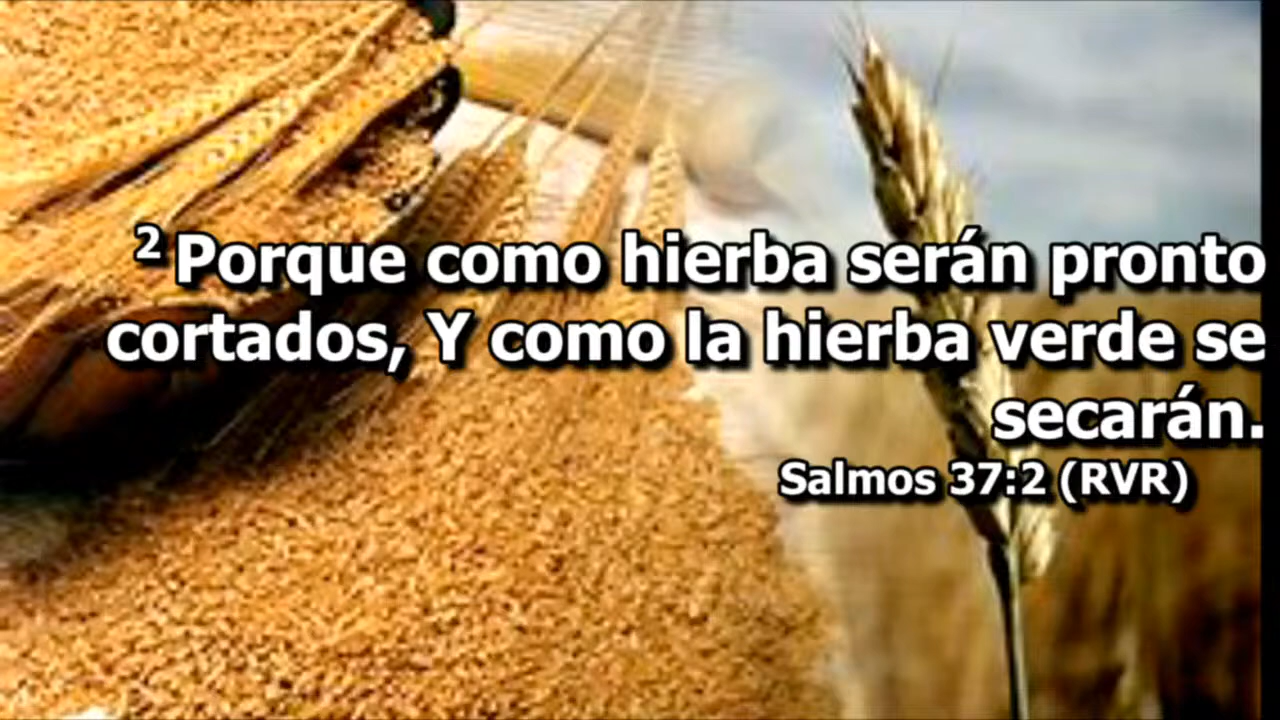 2 Porque como hierba serán pronto
cortados, Y como la hierba verde se
secarán.
Salmos 37:2 (RVR)